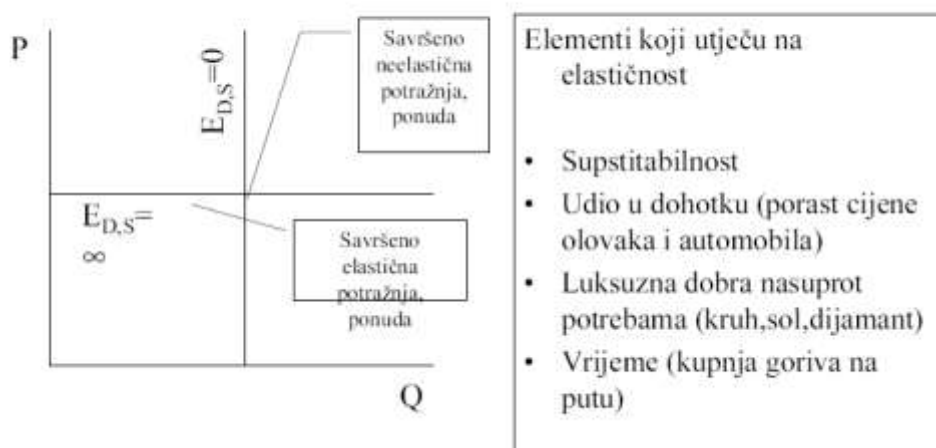 P
E_D,S=0
Savršeno
neelastična
potražnja,
ponuda
E_D,S=
∞
Savršeno
elastična
potražnja,
ponuda
Q
Elementi koji utječu na
elastičnost
• Supstitabilnost
• Udio u dohotku (porast cijene
olovaka i automobila)
• Luksuzna dobra nasuprot
potrebama (kruh,sol,dijamant)
• Vrijeme (kupnja goriva na
putu)